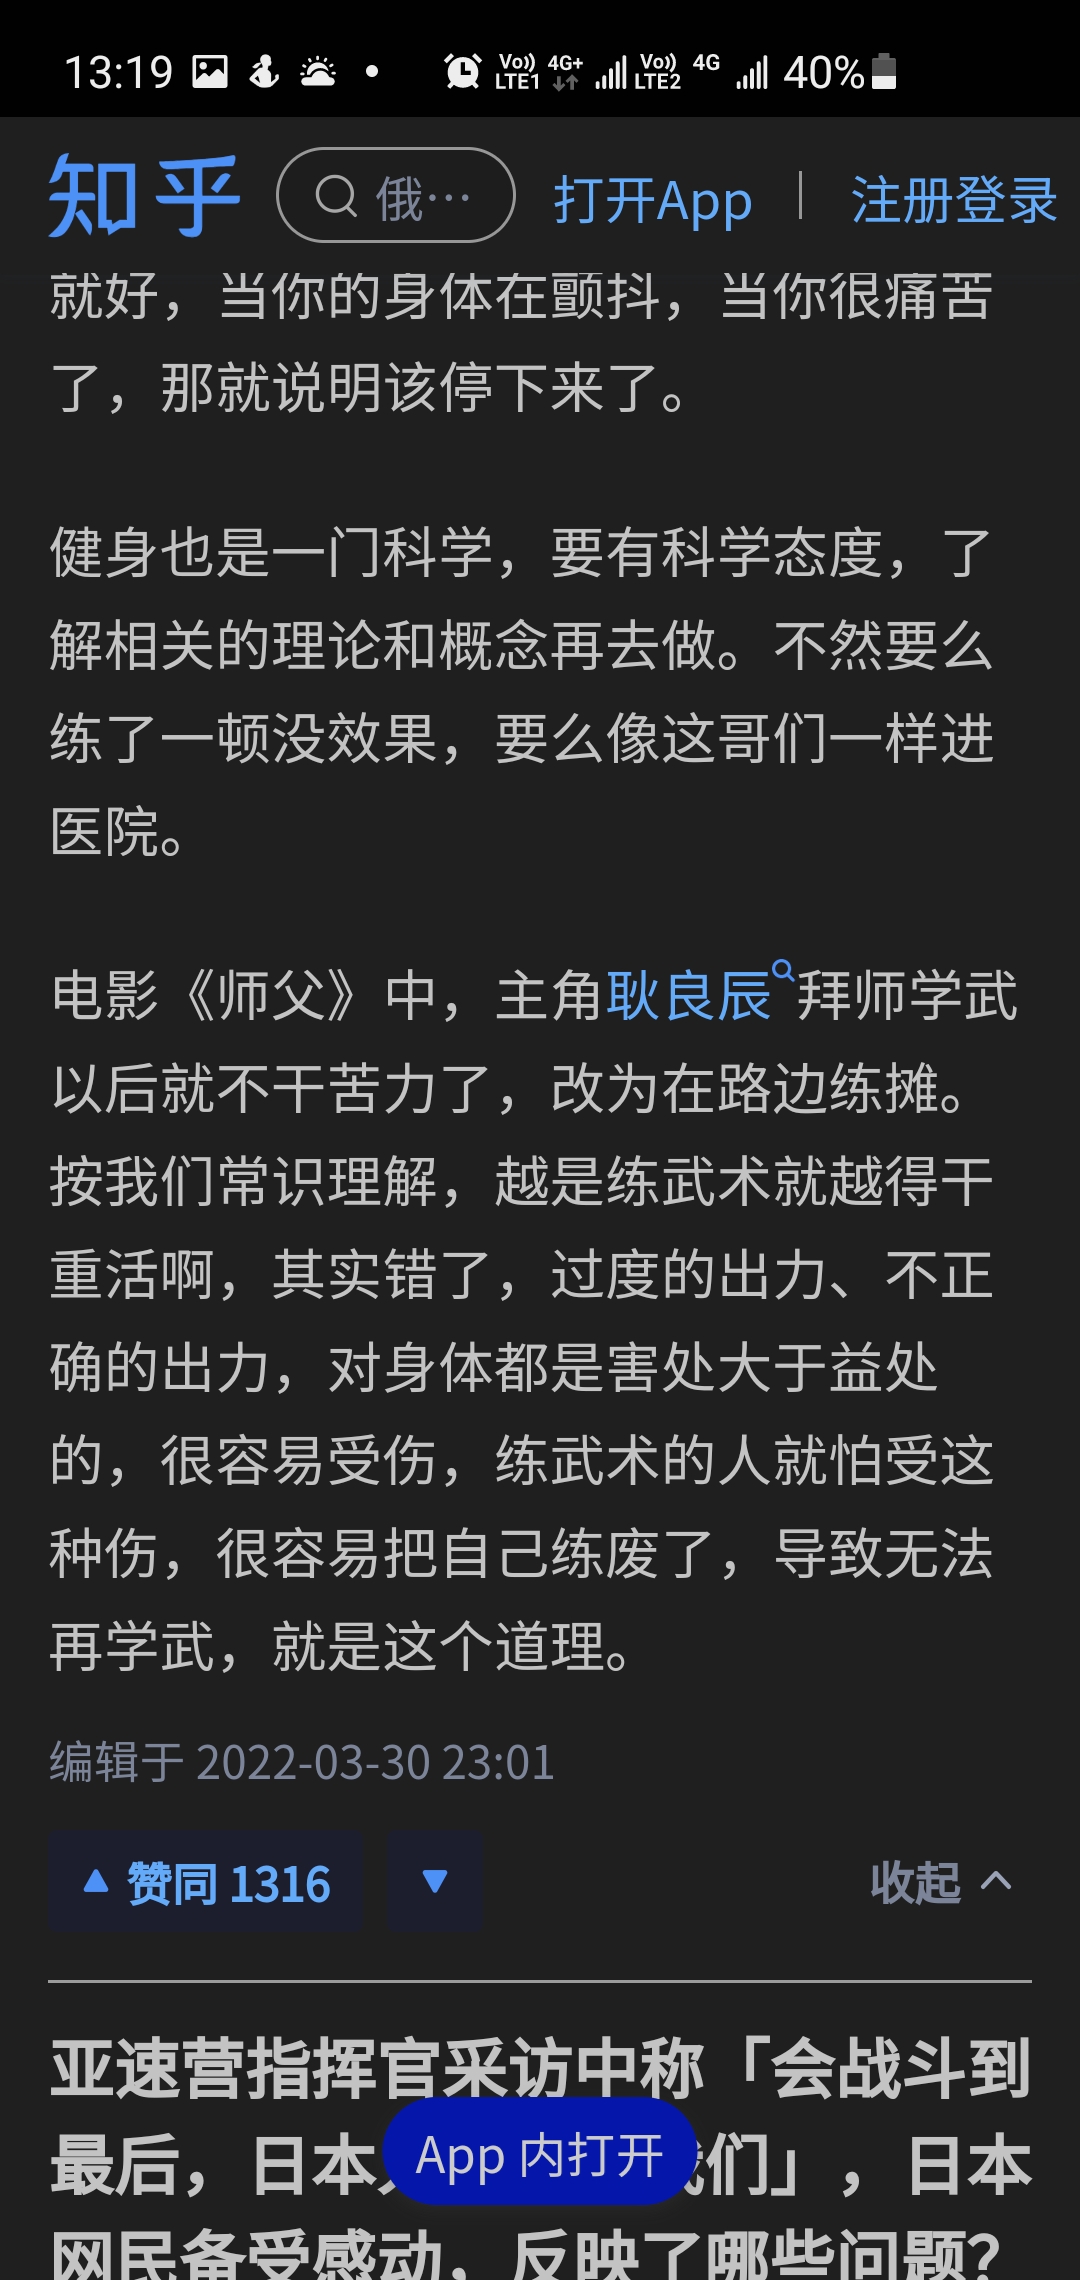 13:19 Vo)) LTE1 4G+ Vo)) LTE2 4G 40%
知乎 俄… 打开App 注册登录
就好，当你的身体在颤抖，当你很痛苦
了，那就说明该停下来了。
健身也是一门科学，要有科学态度，了
解相关的理论和概念再去做。不然要么
练了一顿没效果，要么像这哥们一样进
医院。
电影《师父》中，主角耿良辰拜师学武
以后就不干苦力了，改为在路边练摊。
按我们常识理解，越是练武术就越得干
重活啊，其实错了，过度的出力、不正
确的出力，对身体都是害处大于益处
的，很容易受伤，练武术的人就怕受这
种伤，很容易把自己练废了，导致无法
再学武，就是这个道理。
编辑于 2022-03-30 23:01
赞同 1316 收起
亚速营指挥官采访中称「会战斗到
最后，日本 们」，日本
App 内打开
网民备受感动，反映了哪些问题？